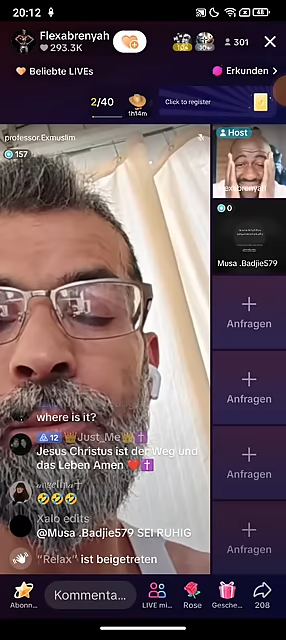 20:12
48
Flexabrenyah
293.3K
301
Beliebte LIVEs
Erkunden
2/40
1h14m
Click to register
professor.Exmuslim
157
Host
0
Musa .Badjie579
Anfragen
Anfragen
Anfragen
Anfragen
where is it?
12 Just_Me
Jesus Christus ist der Weg und
das Leben Amen
Xalo edits
@Musa .Badjie579 SEI RUHIG
"Relax" ist beigetreten
Abonn...
Kommenta...
LIVE mi...
Rose
Gesche...
208